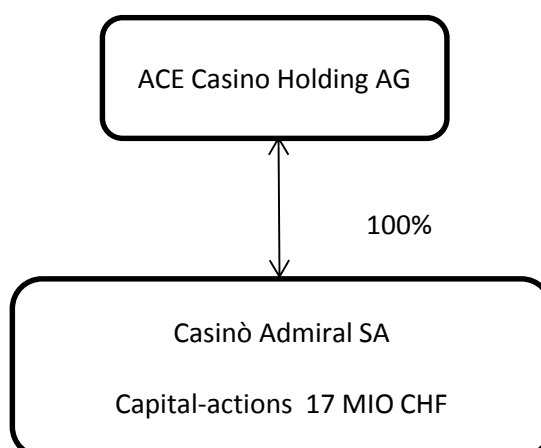 ACE Casino Holding AG
100%
Casinò Admiral SA
Capital-actions 17 MIO CHF